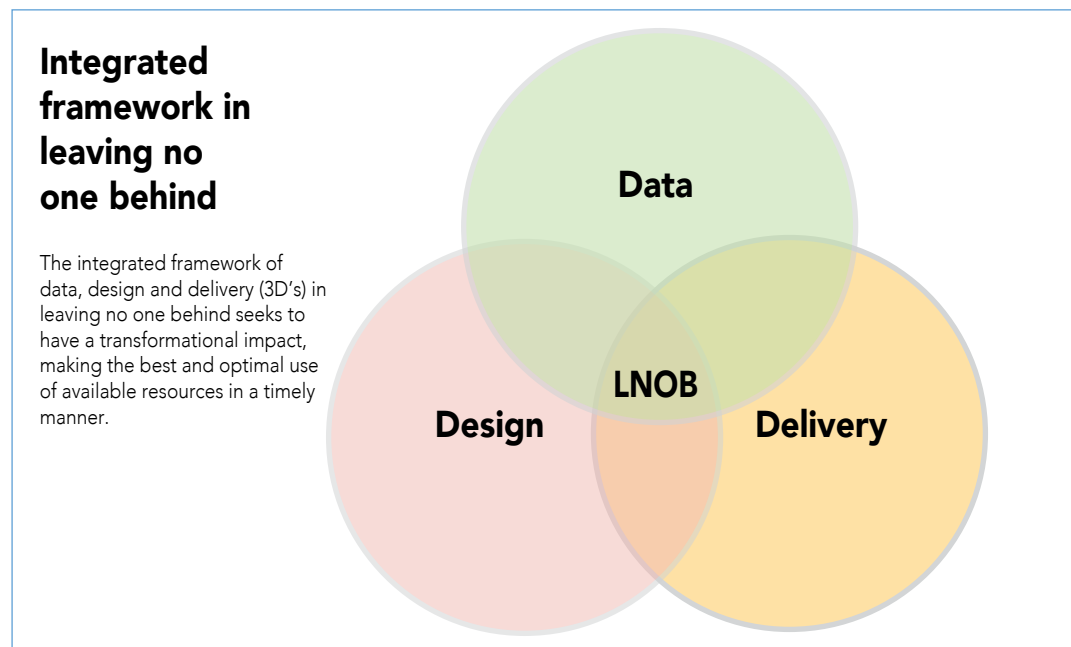 Integrated
framework in
leaving no
one behind
The integrated framework of
data, design and delivery (3D's) in
leaving no one behind seeks to
have a transformational impact,
making the best and optimal use
of available resources in a timely
manner.
Data
LNOB
Design
Delivery